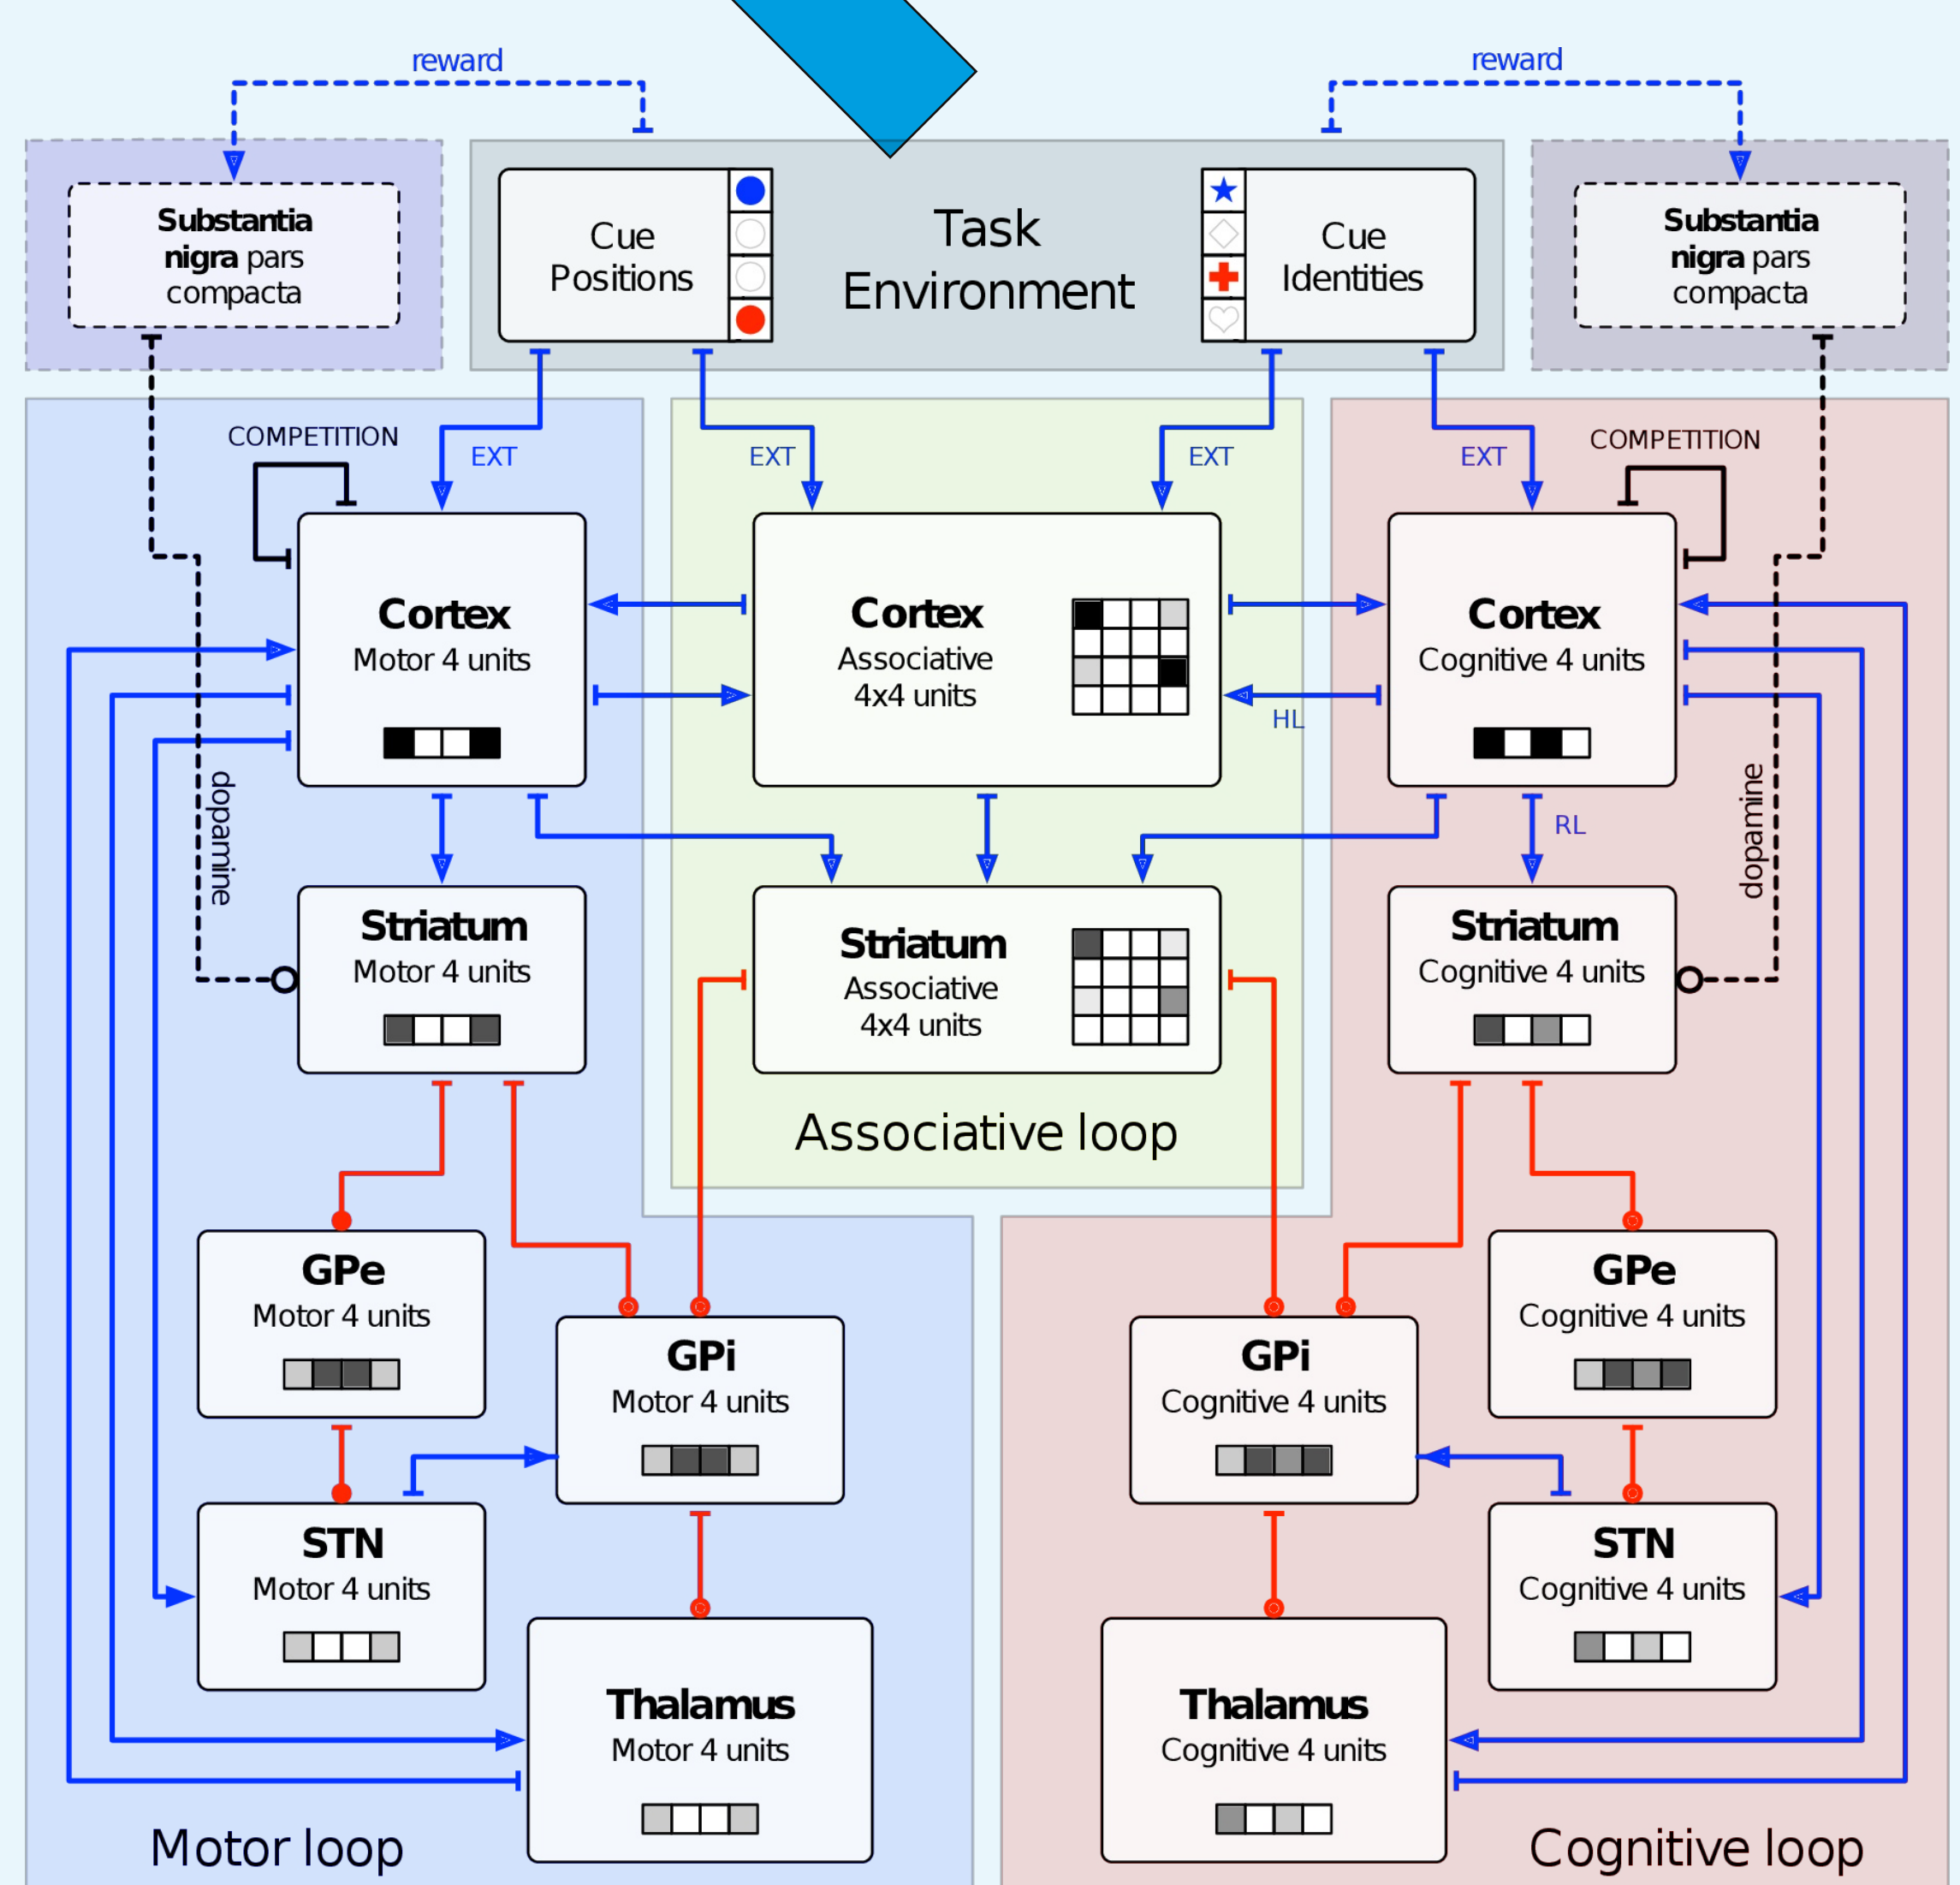 reward
reward
Substantia
nigra pars
compacta
Cue
Positions
Task
Environment
Cue
Identities
Substantia
nigra pars
compacta
COMPETITION
EXT
EXT
EXT
EXT
COMPETITION
Cortex
Motor 4 units
Cortex
Associative
4x4 units
Cortex
Cognitive 4 units
HL
dopamine
RL
dopamine
Striatum
Motor 4 units
Striatum
Associative
4x4 units
Striatum
Cognitive 4 units
Associative loop
GPe
Motor 4 units
GPi
Motor 4 units
GPi
Cognitive 4 units
GPe
Cognitive 4 units
STN
Motor 4 units
STN
Cognitive 4 units
Thalamus
Motor 4 units
Thalamus
Cognitive 4 units
Motor loop
Cognitive loop